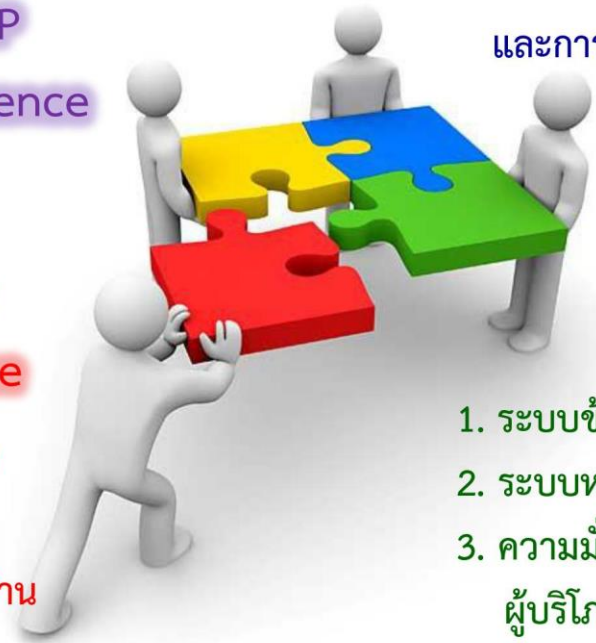 P
ence
และการ
e
1. ระบบข้
2. ระบบห
3. ความมั่
ผู้บริโภ
าน